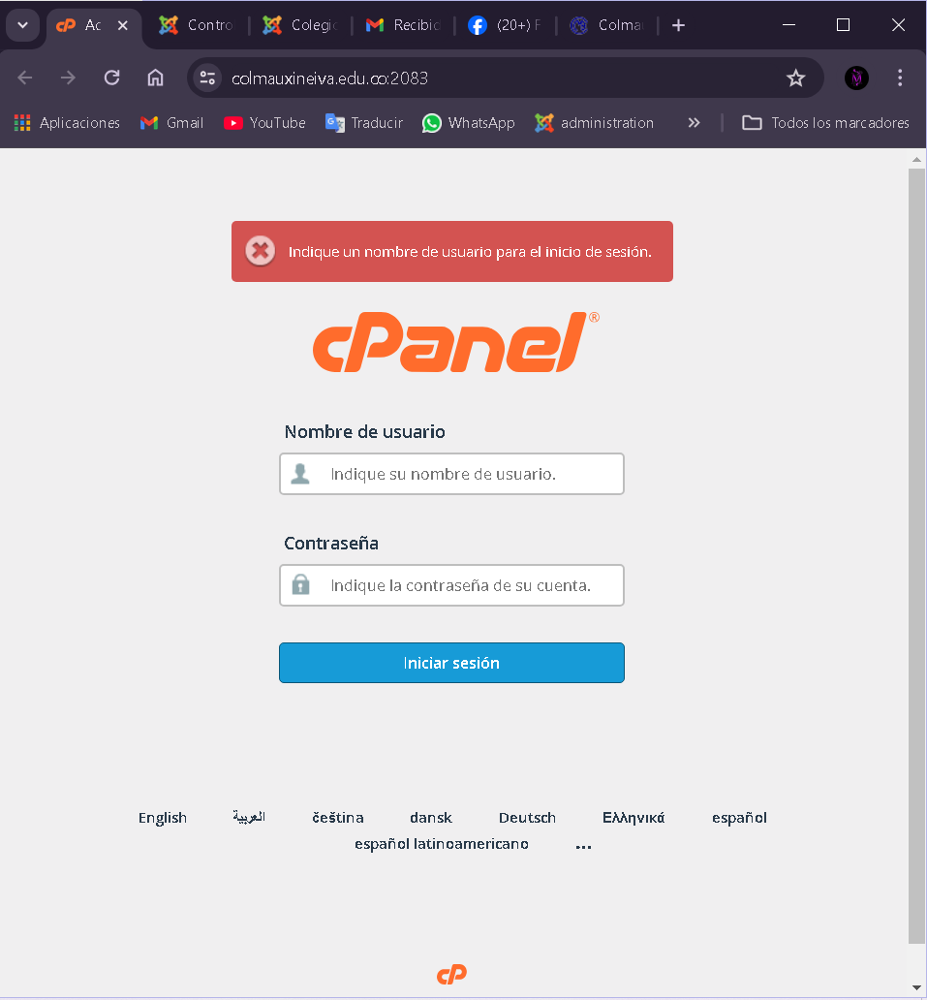 Ac Contro Colegio Recibid (20+) F Colmau
colmauxineiva.edu.co:2083
Aplicaciones Gmail YouTube Traducir WhatsApp administration » Todos los marcadores
Indique un nombre de usuario para el inicio de sesión.
cPanel®
Nombre de usuario
Indique su nombre de usuario.
Contraseña
Indique la contraseña de su cuenta.
Iniciar sesión
English العربية čeština dansk Deutsch Ελληνικά español
español latinoamericano ...
cP